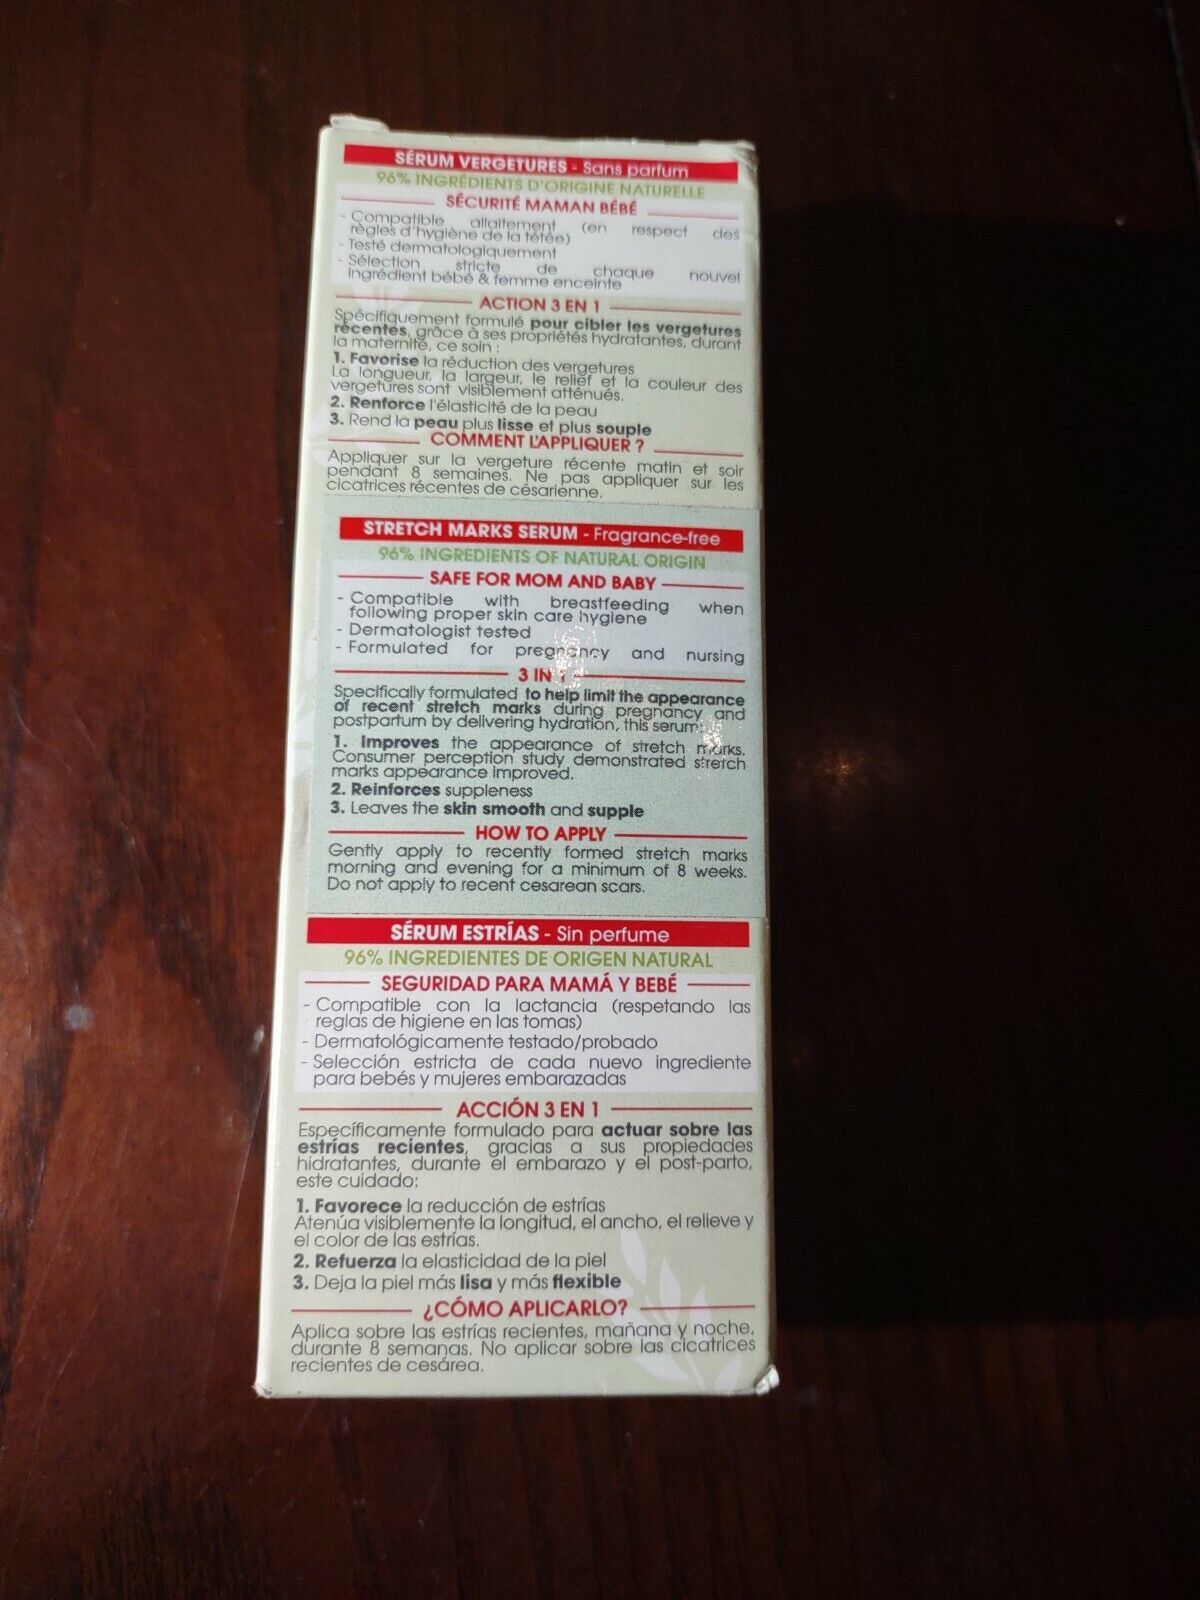 SÉRUM VERGETURES - Sans parfum
96% INGRÉDIENTS D'ORIGINE NATURELLE
SÉCURITÉ MAMAN BÉBÉ
- Compatible allaitement (en respect des
règles d'hygiène de la tétée)
- Testé dermatologiquement
- Sélection stricte de chaque nouvel
ingrédient bébé & femme enceinte
ACTION 3 EN 1
Spécifiquement formulé pour cibler les vergetures
récentes, grâce à ses propriétés hydratantes, durant
la maternité, ce soin :
1. Favorise la réduction des vergetures
La longueur, la largeur, le relief et la couleur des
vergetures sont visiblement atténués.
2. Renforce l'élasticité de la peau
3. Rend la peau plus lisse et plus souple
COMMENT L'APPLIQUER ?
Appliquer sur la vergeture récente matin et soir
pendant 8 semaines. Ne pas appliquer sur les
cicatrices récentes de césarienne.
STRETCH MARKS SERUM - Fragrance-free
96% INGREDIENTS OF NATURAL ORIGIN
SAFE FOR MOM AND BABY
- Compatible with breastfeeding when
following proper skin care hygiene
- Dermatologist tested
- Formulated for pregnancy and nursing
3 IN 1
Specifically formulated to help limit the appearance
of recent stretch marks during pregnancy and
postpartum by delivering hydration, this serum:
1. Improves the appearance of stretch marks.
Consumer perception study demonstrated stretch
marks appearance improved.
2. Reinforces suppleness
3. Leaves the skin smooth and supple
HOW TO APPLY
Gently apply to recently formed stretch marks
morning and evening for a minimum of 8 weeks.
Do not apply to recent cesarean scars.
SÉRUM ESTRÍAS - Sin perfume
96% INGREDIENTES DE ORIGEN NATURAL
SEGURIDAD PARA MAMÁ Y BEBÉ
- Compatible con la lactancia (respetando las
reglas de higiene en las tomas)
- Dermatológicamente testado/probado
- Selección estricta de cada nuevo ingrediente
para bebés y mujeres embarazadas
ACCIÓN 3 EN 1
Específicamente formulado para actuar sobre las
estrías recientes, gracias a sus propiedades
hidratantes, durante el embarazo y el post-parto,
este cuidado:
1. Favorece la reducción de estrías
Atenúa visiblemente la longitud, el ancho, el relieve y
el color de las estrías.
2. Refuerza la elasticidad de la piel
3. Deja la piel más lisa y más flexible
¿CÓMO APLICARLO?
Aplica sobre las estrías recientes, mañana y noche,
durante 8 semanas. No aplicar sobre las cicatrices
recientes de cesárea.